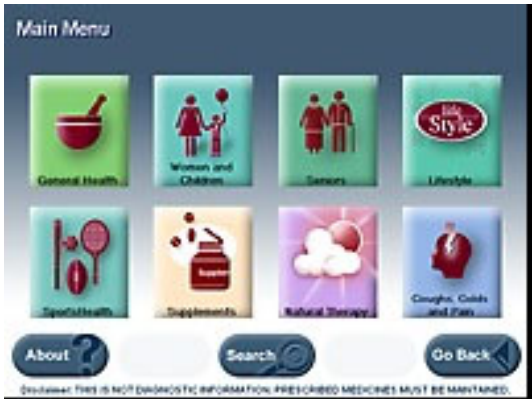 Main Menu
General Health
Women and
Children
Seniors
life
Style
Lifestyle
Sports Health
Supplements
Natural Therapy
Coughs, Colds
and Pain
About ?
Search
Go Back
Disclaimer: THIS IS NOT DIAGNOSTIC INFORMATION; PRESCRIBED MEDICINES MUST BE MAINTAINED.